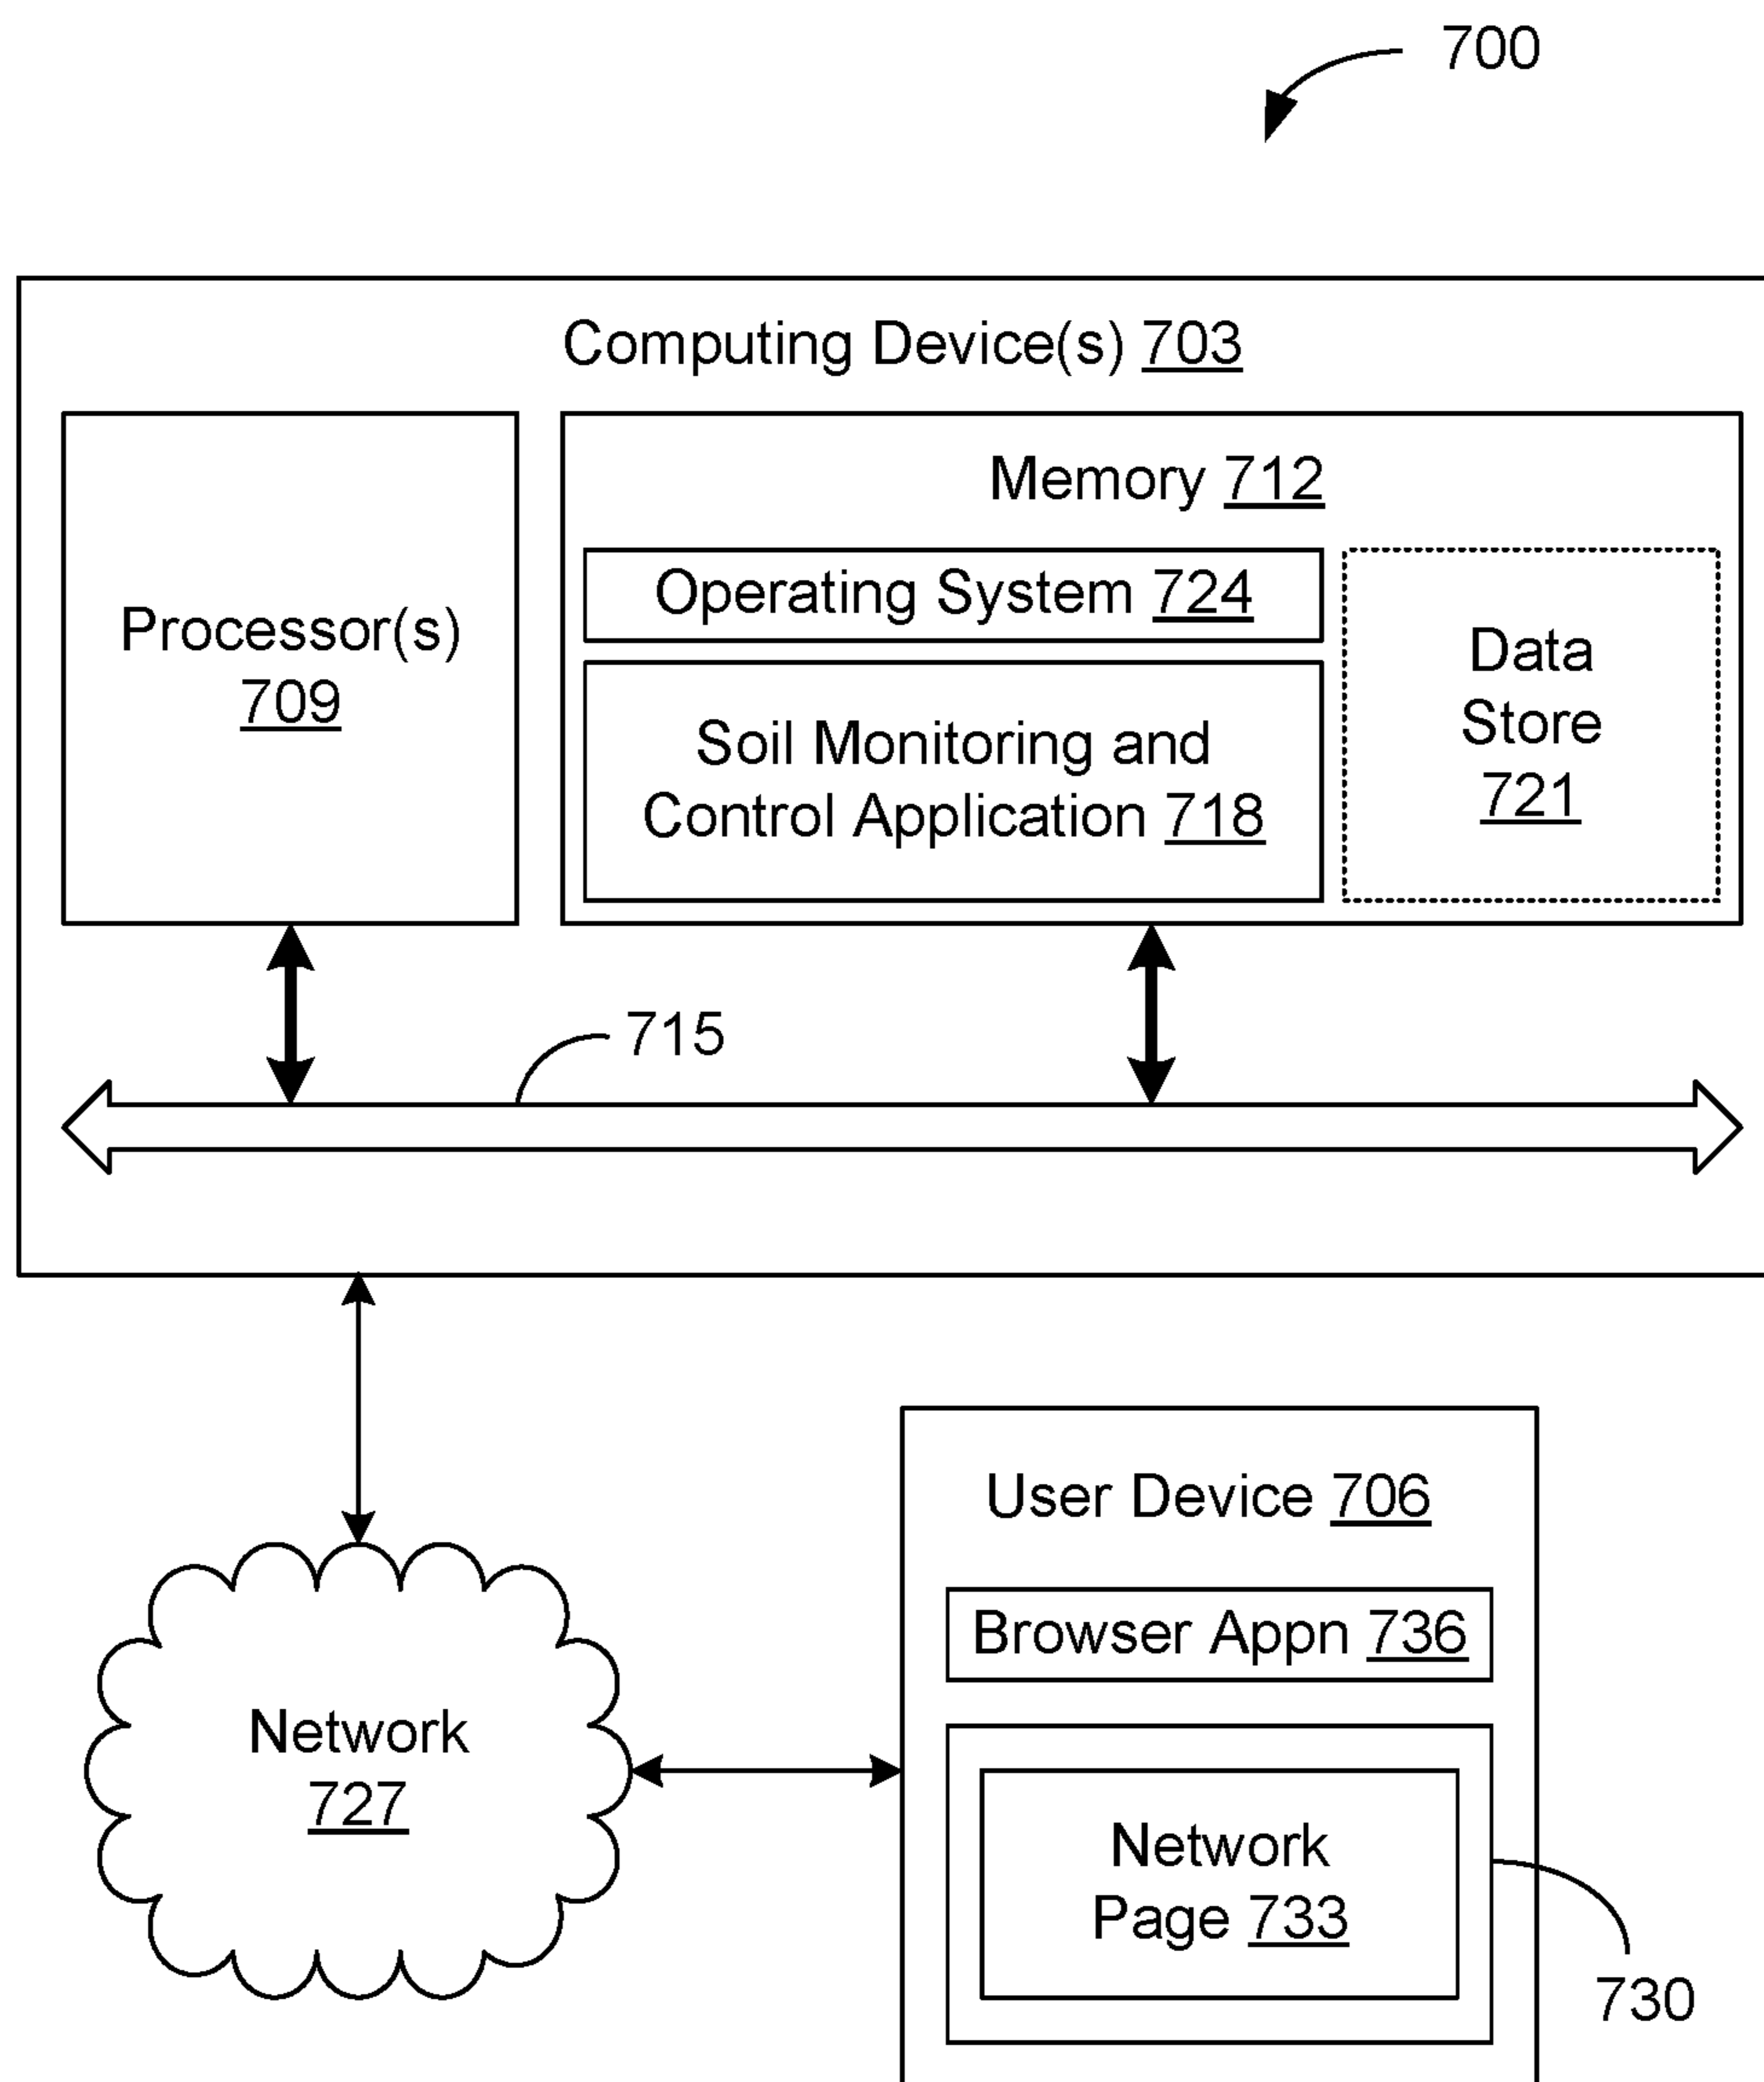 700
Computing Device(s) 703
Processor(s)
709
Memory 712
Operating System 724
Soil Monitoring and
Control Application 718
Data
Store
721
715
User Device 706
Browser Appn 736
Network
727
Network
Page 733
730